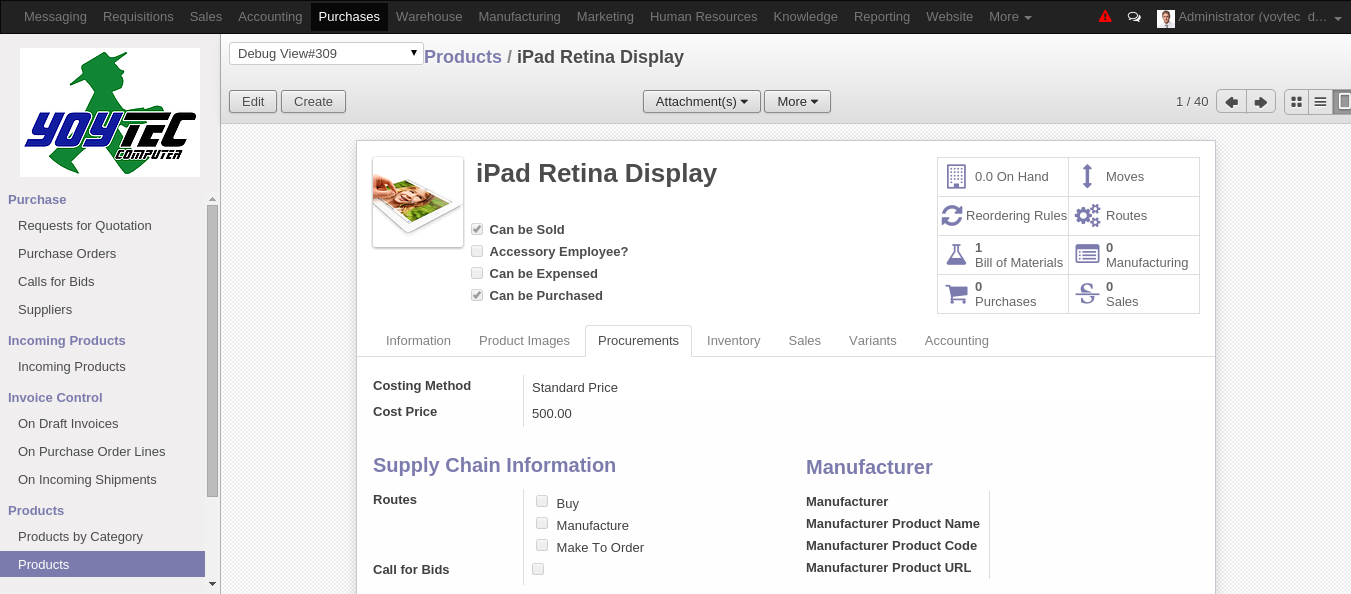 Messaging Requisitions Sales Accounting Purchases Warehouse Manufacturing Marketing Human Resources Knowledge Reporting Website More Administrator (yoytec_d...
Debug View#309 Products / iPad Retina Display
Edit Create Attachment(s) More 1 / 40
YOYTEC
COMPUTER
Purchase
Requests for Quotation
Purchase Orders
Calls for Bids
Suppliers
Incoming Products
Incoming Products
Invoice Control
On Draft Invoices
On Purchase Order Lines
On Incoming Shipments
Products
Products by Category
Products
iPad Retina Display
Can be Sold
Accessory Employee?
Can be Expensed
Can be Purchased
0.0 On Hand Moves
Reordering Rules Routes
1 Bill of Materials 0 Manufacturing
0 Purchases 0 Sales
Information Product Images Procurements Inventory Sales Variants Accounting
Costing Method Standard Price
Cost Price 500.00
Supply Chain Information
Routes Buy
Manufacture
Make To Order
Call for Bids
Manufacturer
Manufacturer
Manufacturer Product Name
Manufacturer Product Code
Manufacturer Product URL